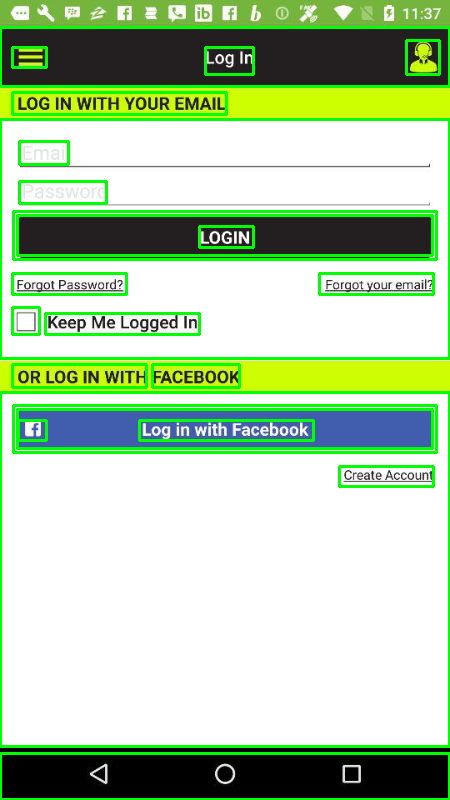 11:37
Log In
LOG IN WITH YOUR EMAIL
Email
Password
LOGIN
Forgot Password? Forgot your email?
Keep Me Logged In
OR LOG IN WITH FACEBOOK
Log in with Facebook
Create Account